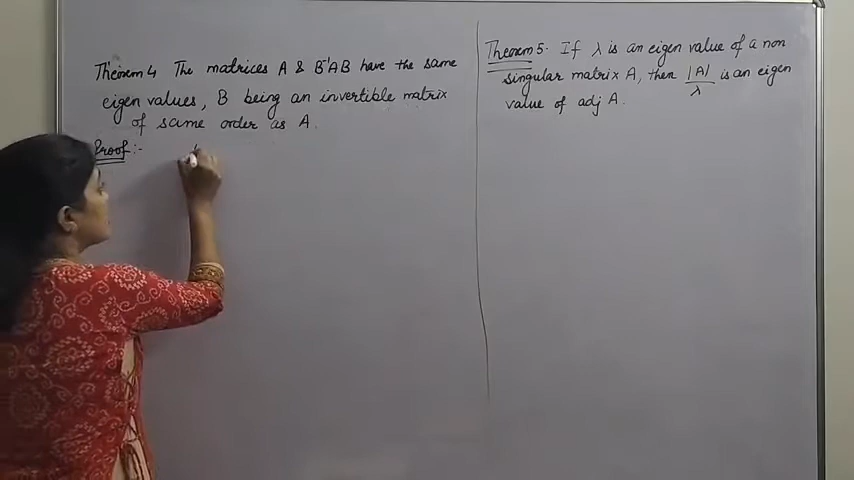 Theorem 4 The matrices A & B⁻¹AB have the same
eigen values, B being an invertible matrix
of same order as A.
Proof:-
Theorem 5. If λ is an eigen value of a non
singular matrix A, then |A|/λ is an eigen
value of adj A.